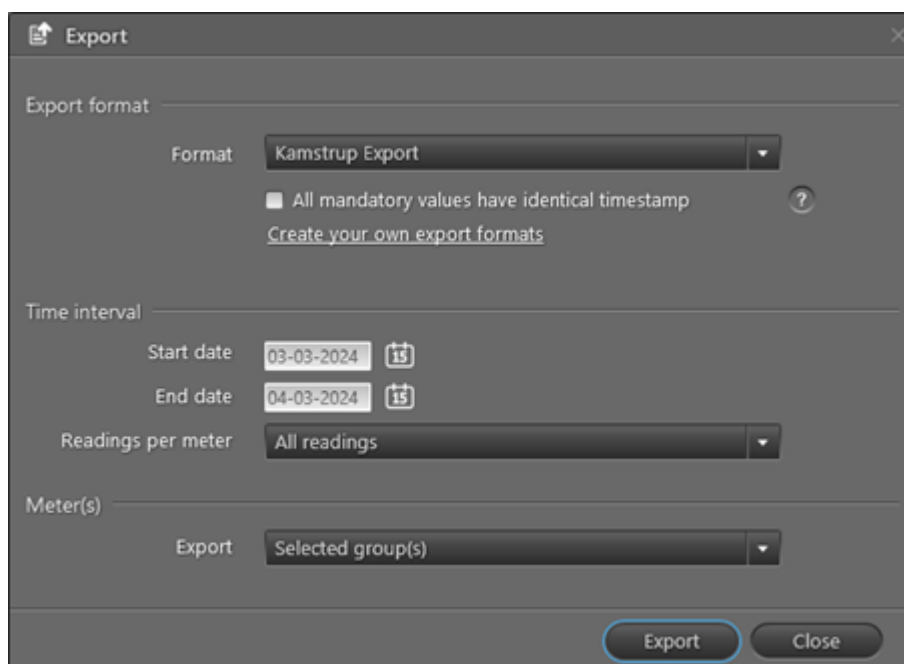 Export
Export format
Format Kamstrup Export
All mandatory values have identical timestamp ?
Create your own export formats
Time interval
Start date 03-03-2024 15
End date 04-03-2024 15
Readings per meter All readings
Meter(s)
Export Selected group(s)
Export Close